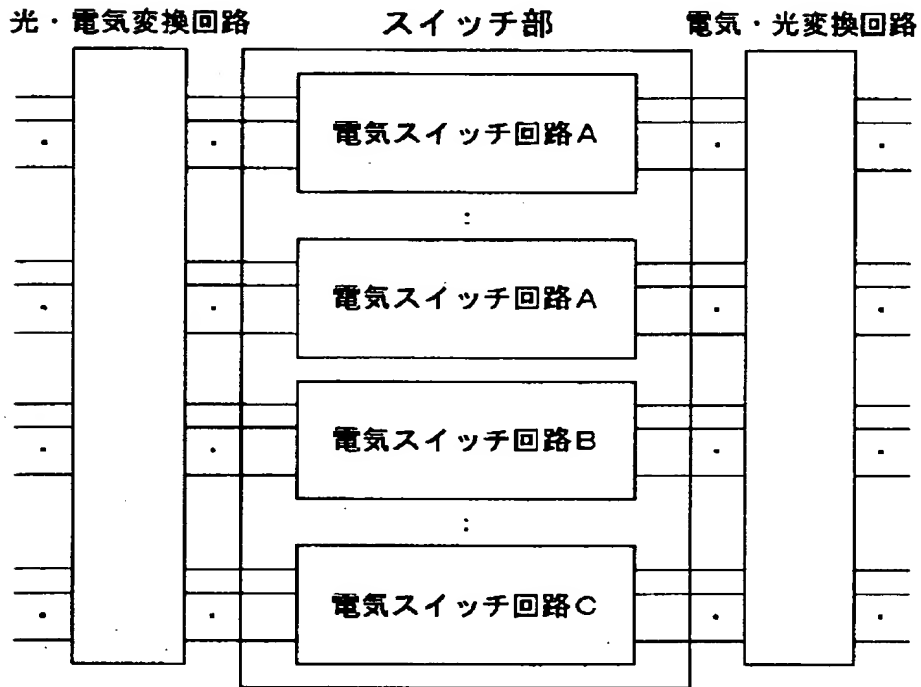 光・電気変換回路
スイッチ部
電気・光変換回路
電気スイッチ回路A
:
電気スイッチ回路A
電気スイッチ回路B
:
電気スイッチ回路C